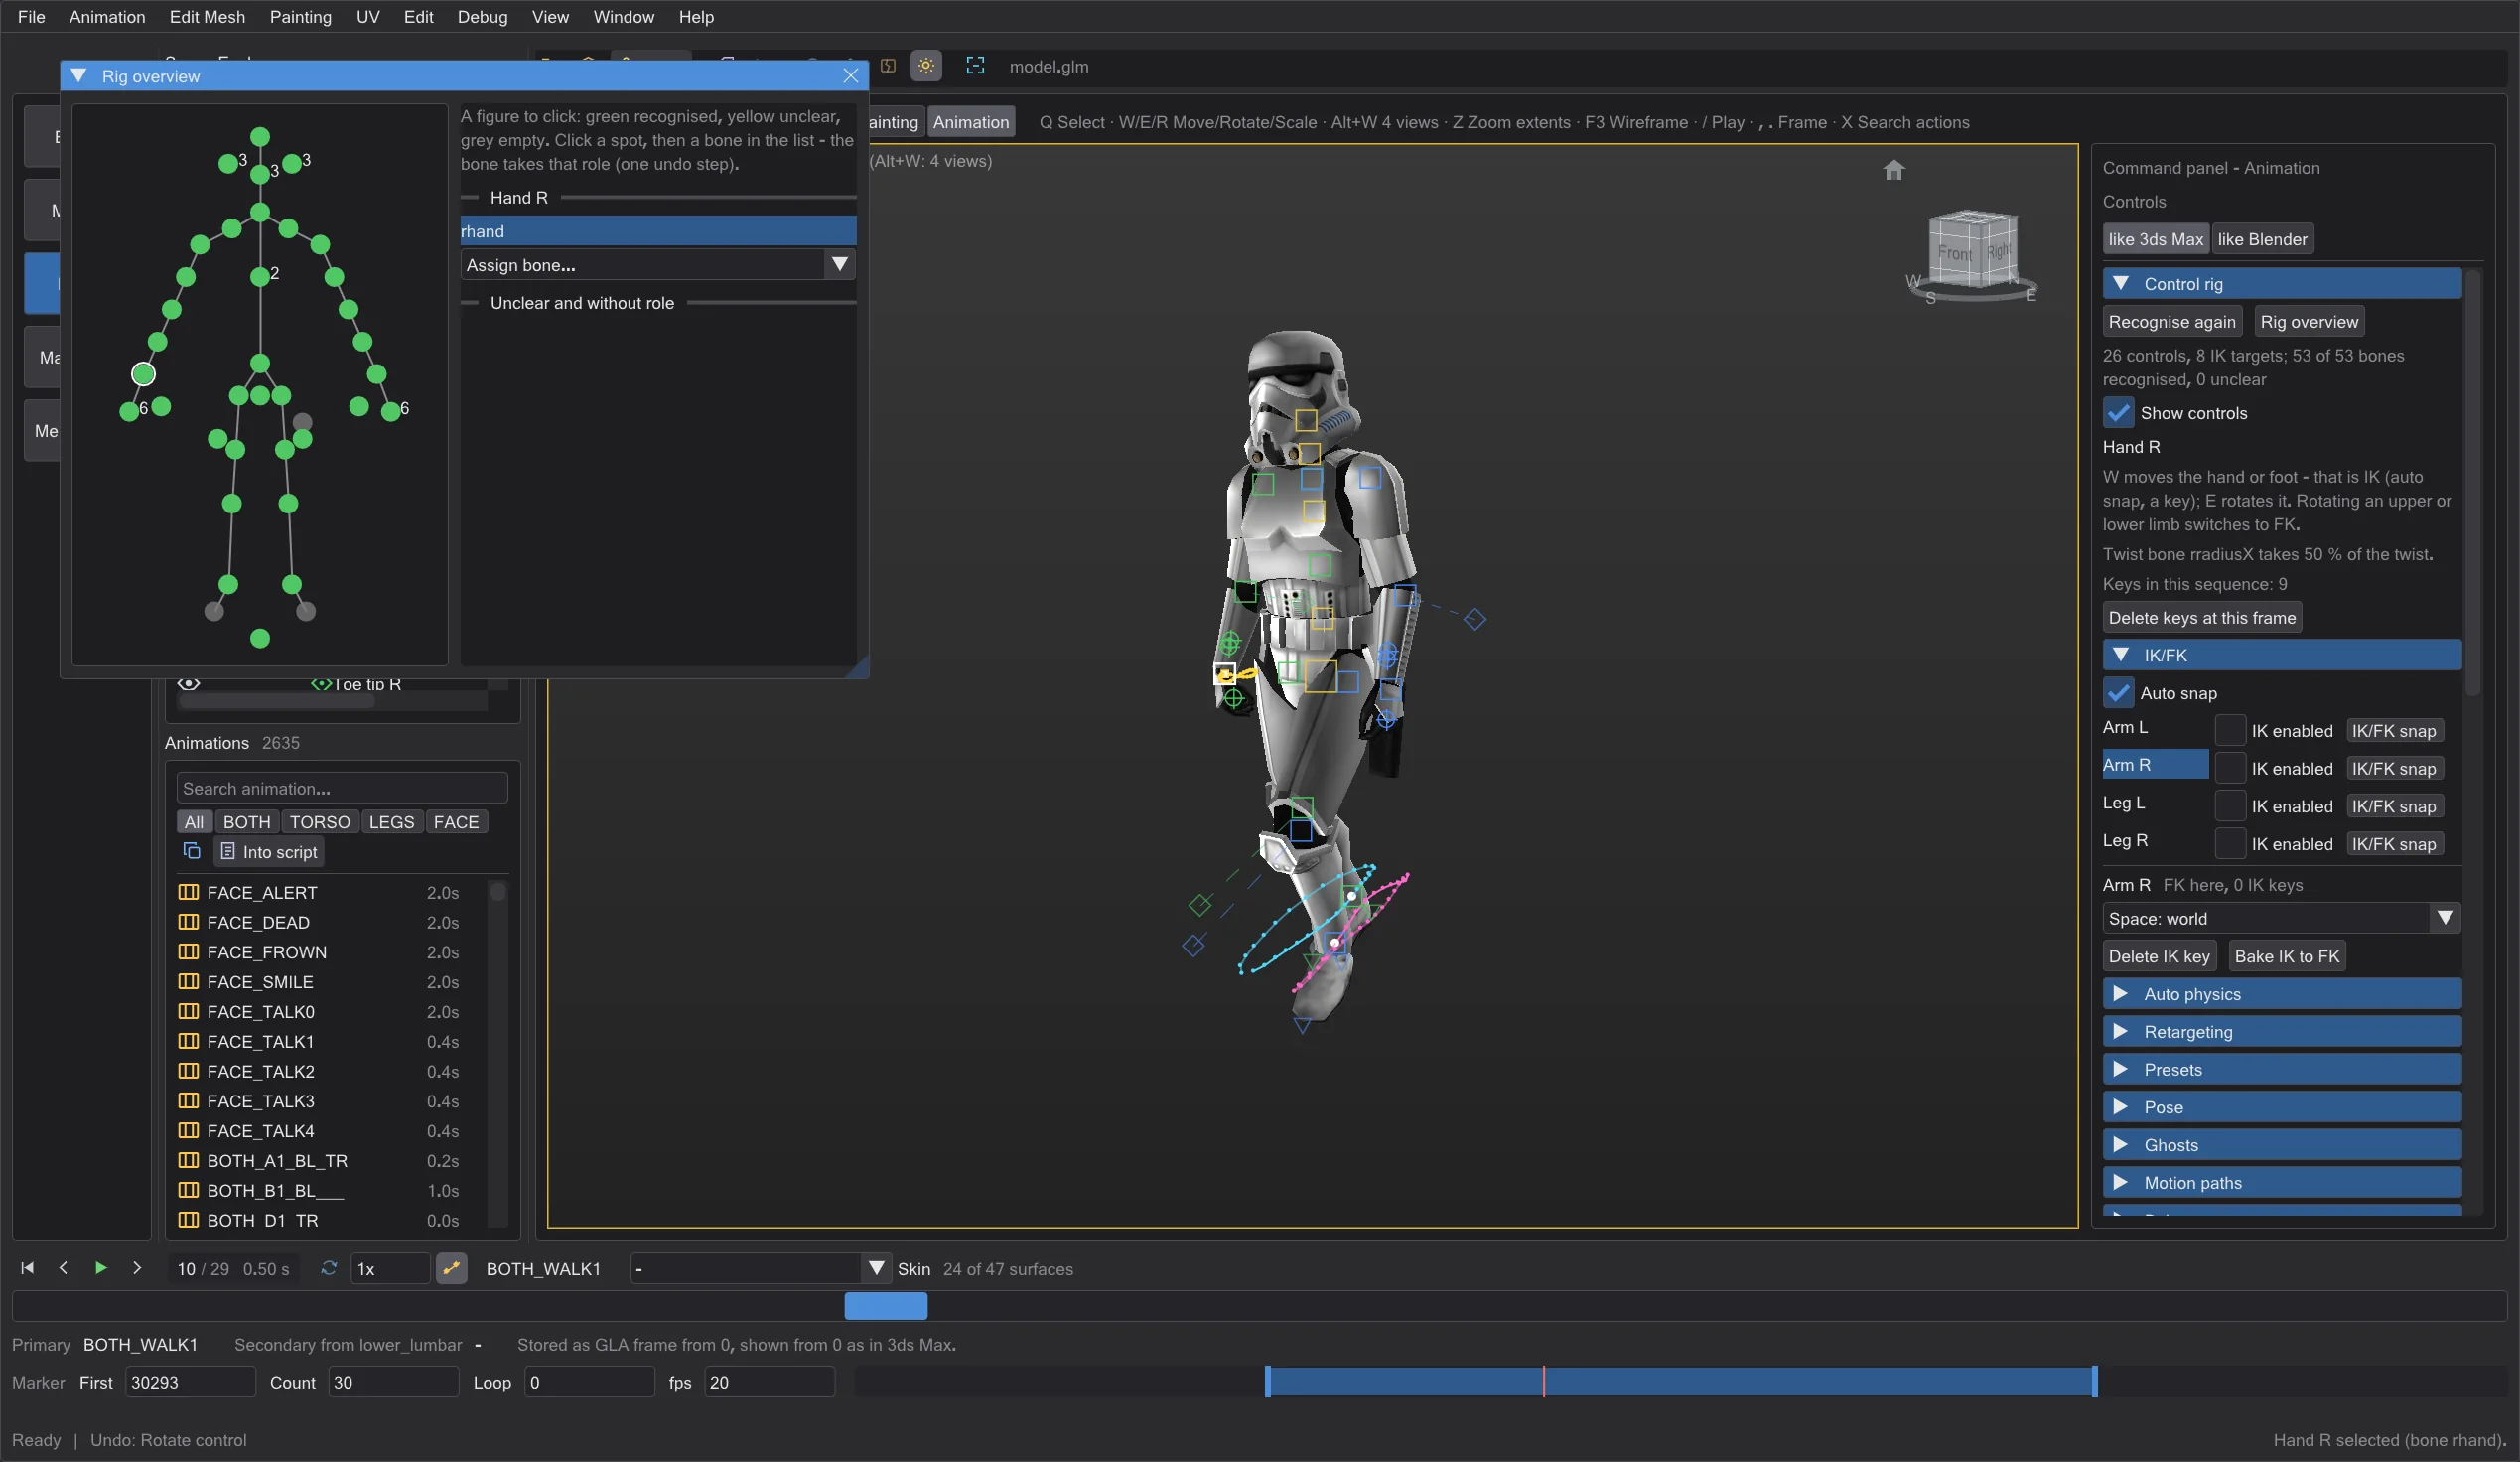 File Animation Edit Mesh Painting UV Edit Debug View Window Help
model.glm
Rig overview
A figure to click: green recognised, yellow unclear,
grey empty. Click a spot, then a bone in the list - the
bone takes that role (one undo step).
Hand R
rhand
Assign bone...
Unclear and without role
3 3
3
2
6 6
ainting Animation Q Select · W/E/R Move/Rotate/Scale · Alt+W 4 views · Z Zoom extents · F3 Wireframe · / Play · , . Frame · X Search actions
(Alt+W: 4 views)
Front Right
W S N E
Ma
Me
Toe tip R
Animations 2635
Search animation...
All BOTH TORSO LEGS FACE
Into script
FACE_ALERT 2.0s
FACE_DEAD 2.0s
FACE_FROWN 2.0s
FACE_SMILE 2.0s
FACE_TALK0 2.0s
FACE_TALK1 0.4s
FACE_TALK2 0.4s
FACE_TALK3 0.4s
FACE_TALK4 0.4s
BOTH_A1_BL_TR 0.2s
BOTH_B1_BL___ 1.0s
BOTH_D1_TR 0.0s
Command panel - Animation
Controls
like 3ds Max like Blender
Control rig
Recognise again Rig overview
26 controls, 8 IK targets; 53 of 53 bones
recognised, 0 unclear
Show controls
Hand R
W moves the hand or foot - that is IK (auto
snap, a key); E rotates it. Rotating an upper or
lower limb switches to FK.
Twist bone rradiusX takes 50 % of the twist.
Keys in this sequence: 9
Delete keys at this frame
IK/FK
Auto snap
Arm L IK enabled IK/FK snap
Arm R IK enabled IK/FK snap
Leg L IK enabled IK/FK snap
Leg R IK enabled IK/FK snap
Arm R FK here, 0 IK keys
Space: world
Delete IK key Bake IK to FK
Auto physics
Retargeting
Presets
Pose
Ghosts
Motion paths
10 / 29 0.50 s 1x BOTH_WALK1 - Skin 24 of 47 surfaces
Primary BOTH_WALK1 Secondary from lower_lumbar - Stored as GLA frame from 0, shown from 0 as in 3ds Max.
Marker First 30293 Count 30 Loop 0 fps 20
Ready | Undo: Rotate control
Hand R selected (bone rhand).